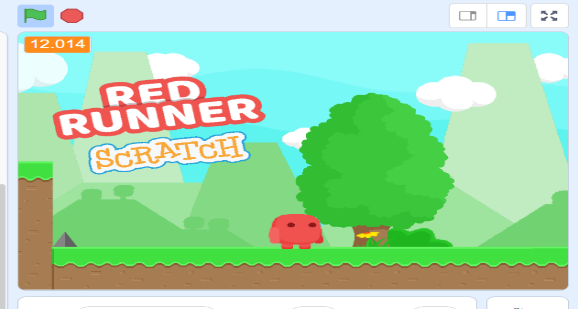 12.014
RED
RUNNER
SCRATCH